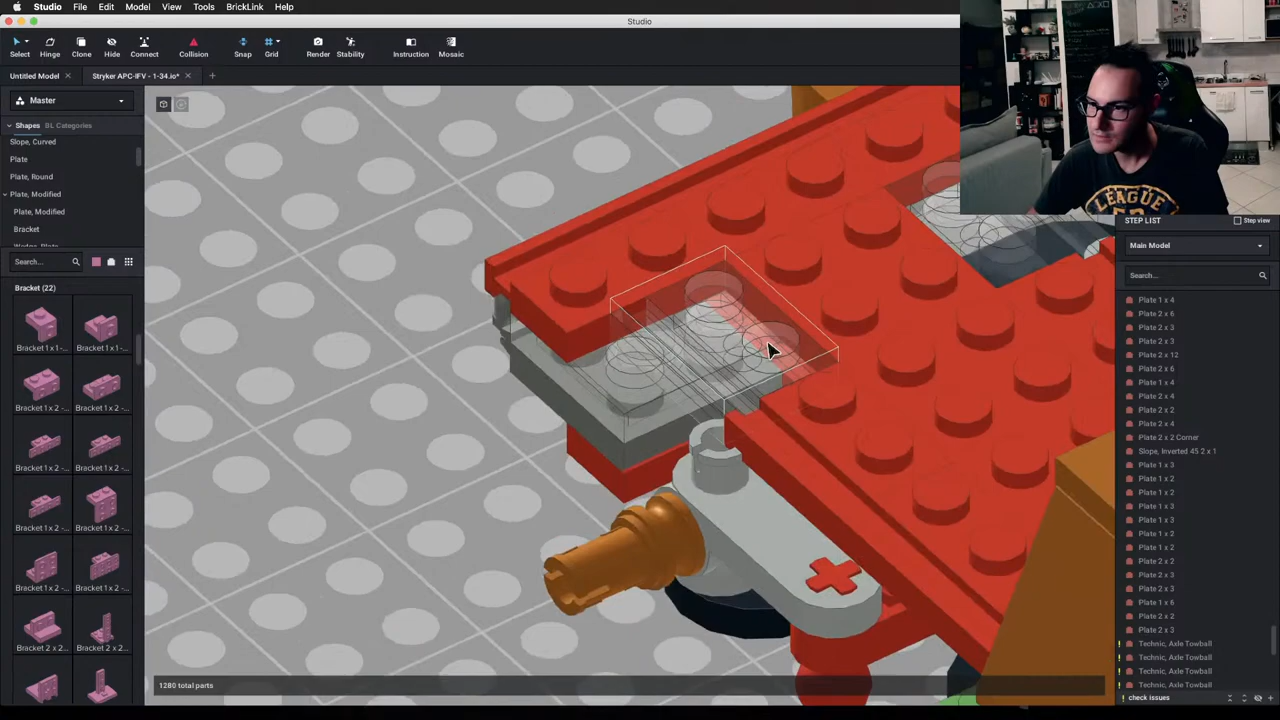 Studio File Edit Model View Tools BrickLink Help
Studio
Select Hinge Clone Hide Connect Collision Snap Grid Render Stability Instruction Mosaic
Untitled Model Stryker APC-IFV - 1-34.io*
Master
Shapes BL Categories
Slope, Curved
Plate
Plate, Round
Plate, Modified
Plate, Modified
Bracket
Search...
Bracket (22)
Bracket 1 x 1 -... Bracket 1 x 1 -...
Bracket 1 x 2 -... Bracket 1 x 2 -...
Bracket 1 x 2 -... Bracket 1 x 2 -...
Bracket 1 x 2 -... Bracket 1 x 2 -...
Bracket 1 x 2 -... Bracket 1 x 2 -...
Bracket 2 x 2... Bracket 2 x 2...
1280 total parts
LEAGUE
STEP LIST Step view
Main Model
Search...
Plate 1 x 4
Plate 2 x 6
Plate 2 x 3
Plate 2 x 3
Plate 2 x 12
Plate 2 x 6
Plate 1 x 4
Plate 2 x 4
Plate 2 x 2
Plate 2 x 4
Plate 2 x 2 Corner
Slope, Inverted 45 2 x 1
Plate 1 x 3
Plate 1 x 2
Plate 1 x 2
Plate 1 x 3
Plate 1 x 3
Plate 1 x 2
Plate 1 x 2
Plate 2 x 2
Plate 2 x 3
Plate 2 x 3
Plate 1 x 6
Plate 2 x 2
Plate 2 x 3
Technic, Axle Towball
Technic, Axle Towball
Technic, Axle Towball
Technic, Axle Towball
check issues